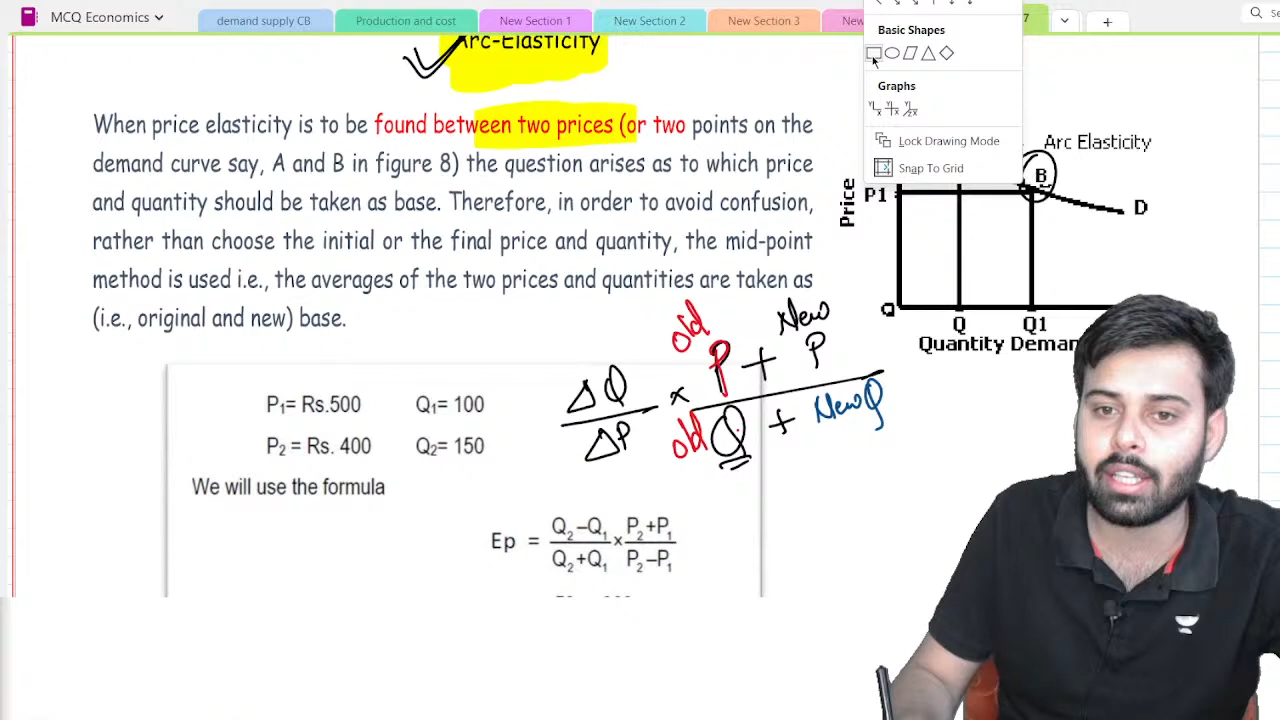 MCQ Economics
demand supply CB
Production and cost
New Section 1
New Section 2
New Section 3
New
7
Basic Shapes
Graphs
Lock Drawing Mode
Snap To Grid
Arc-Elasticity
When price elasticity is to be found between two prices (or two points on the
demand curve say, A and B in figure 8) the question arises as to which price
and quantity should be taken as base. Therefore, in order to avoid confusion,
rather than choose the initial or the final price and quantity, the mid-point
method is used i.e., the averages of the two prices and quantities are taken as
(i.e., original and new) base.
Arc Elasticity
B
Price
P1
D
Q
Q
Q1
Quantity Deman
old New
ΔQ × P + P
ΔP old Q + New Q
P1= Rs.500 Q1= 100
P2 = Rs. 400 Q2= 150
We will use the formula
Ep = Q2–Q1 × P2+P1
Q2+Q1 P2–P1